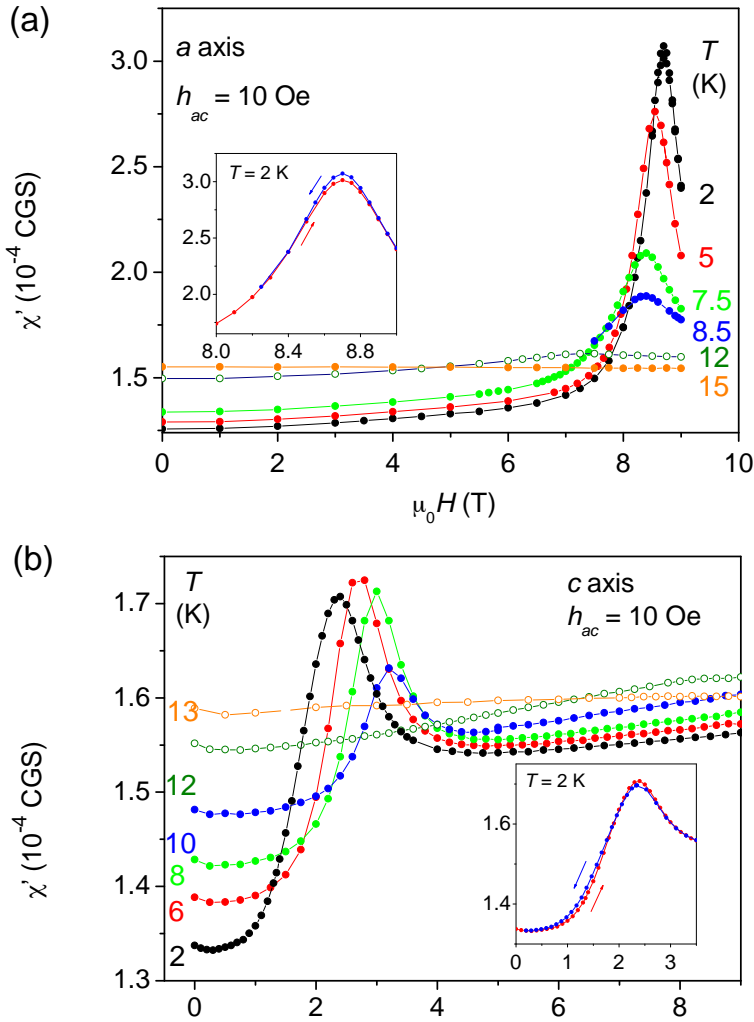 (a)
a axis
h_ac = 10 Oe
T
(K)
2
5
7.5
8.5
12
15
χ' (10⁻⁴ CGS)
3.0
2.5
2.0
1.5
0 2 4 6 8 10
μ₀H (T)
T = 2 K
3.0
2.5
2.0
8.0 8.4 8.8
(b)
T
(K)
c axis
h_ac = 10 Oe
13
12
10
8
6
2
χ' (10⁻⁴ CGS)
1.7
1.6
1.5
1.4
1.3
0 2 4 6 8
T = 2 K
1.6
1.4
0 1 2 3